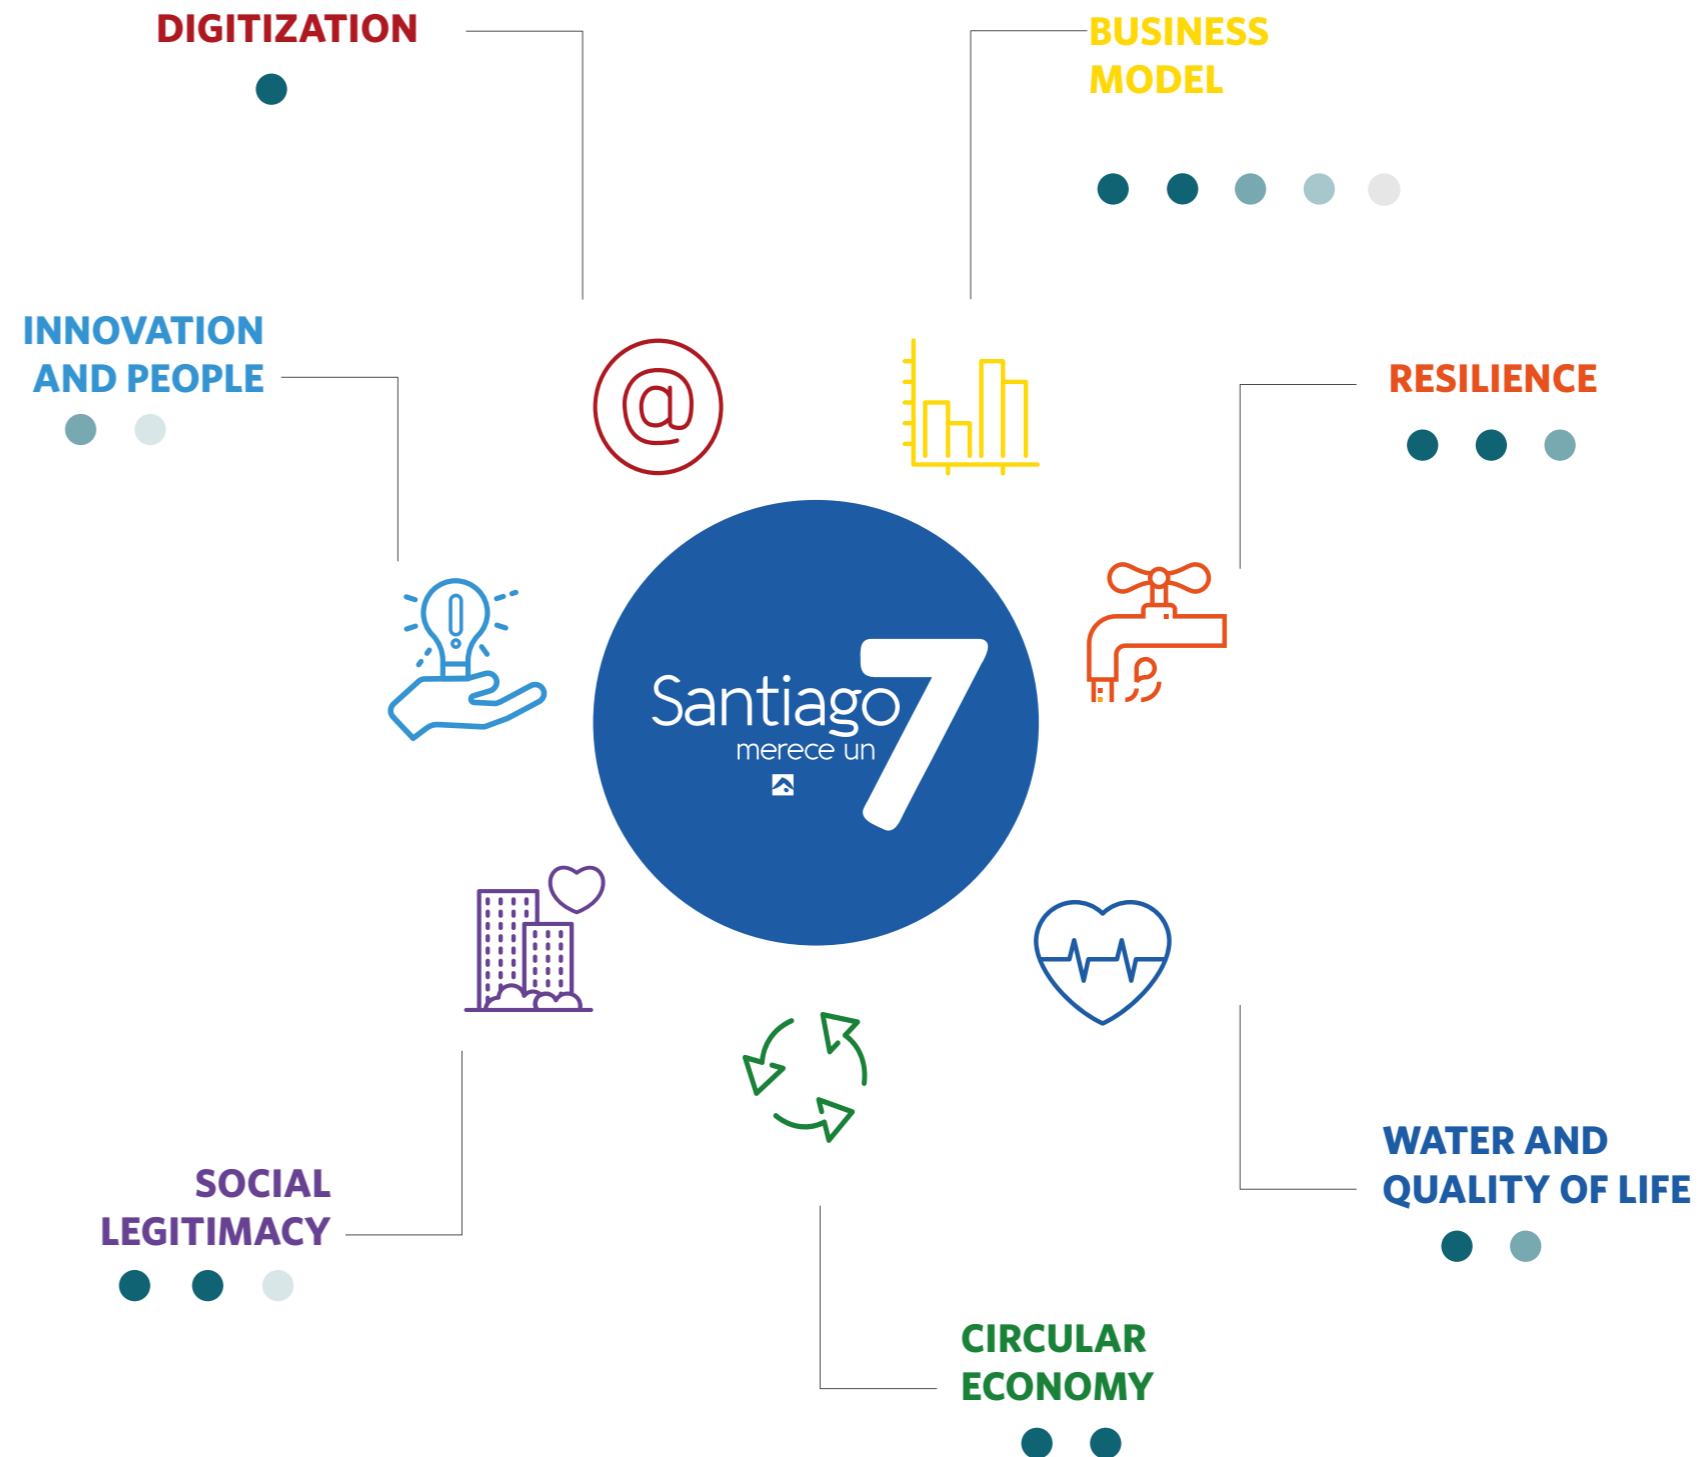 DIGITIZATION
BUSINESS
MODEL
INNOVATION
AND PEOPLE
RESILIENCE
@
Santiago 7
merece un
SOCIAL
LEGITIMACY
WATER AND
QUALITY OF LIFE
CIRCULAR
ECONOMY